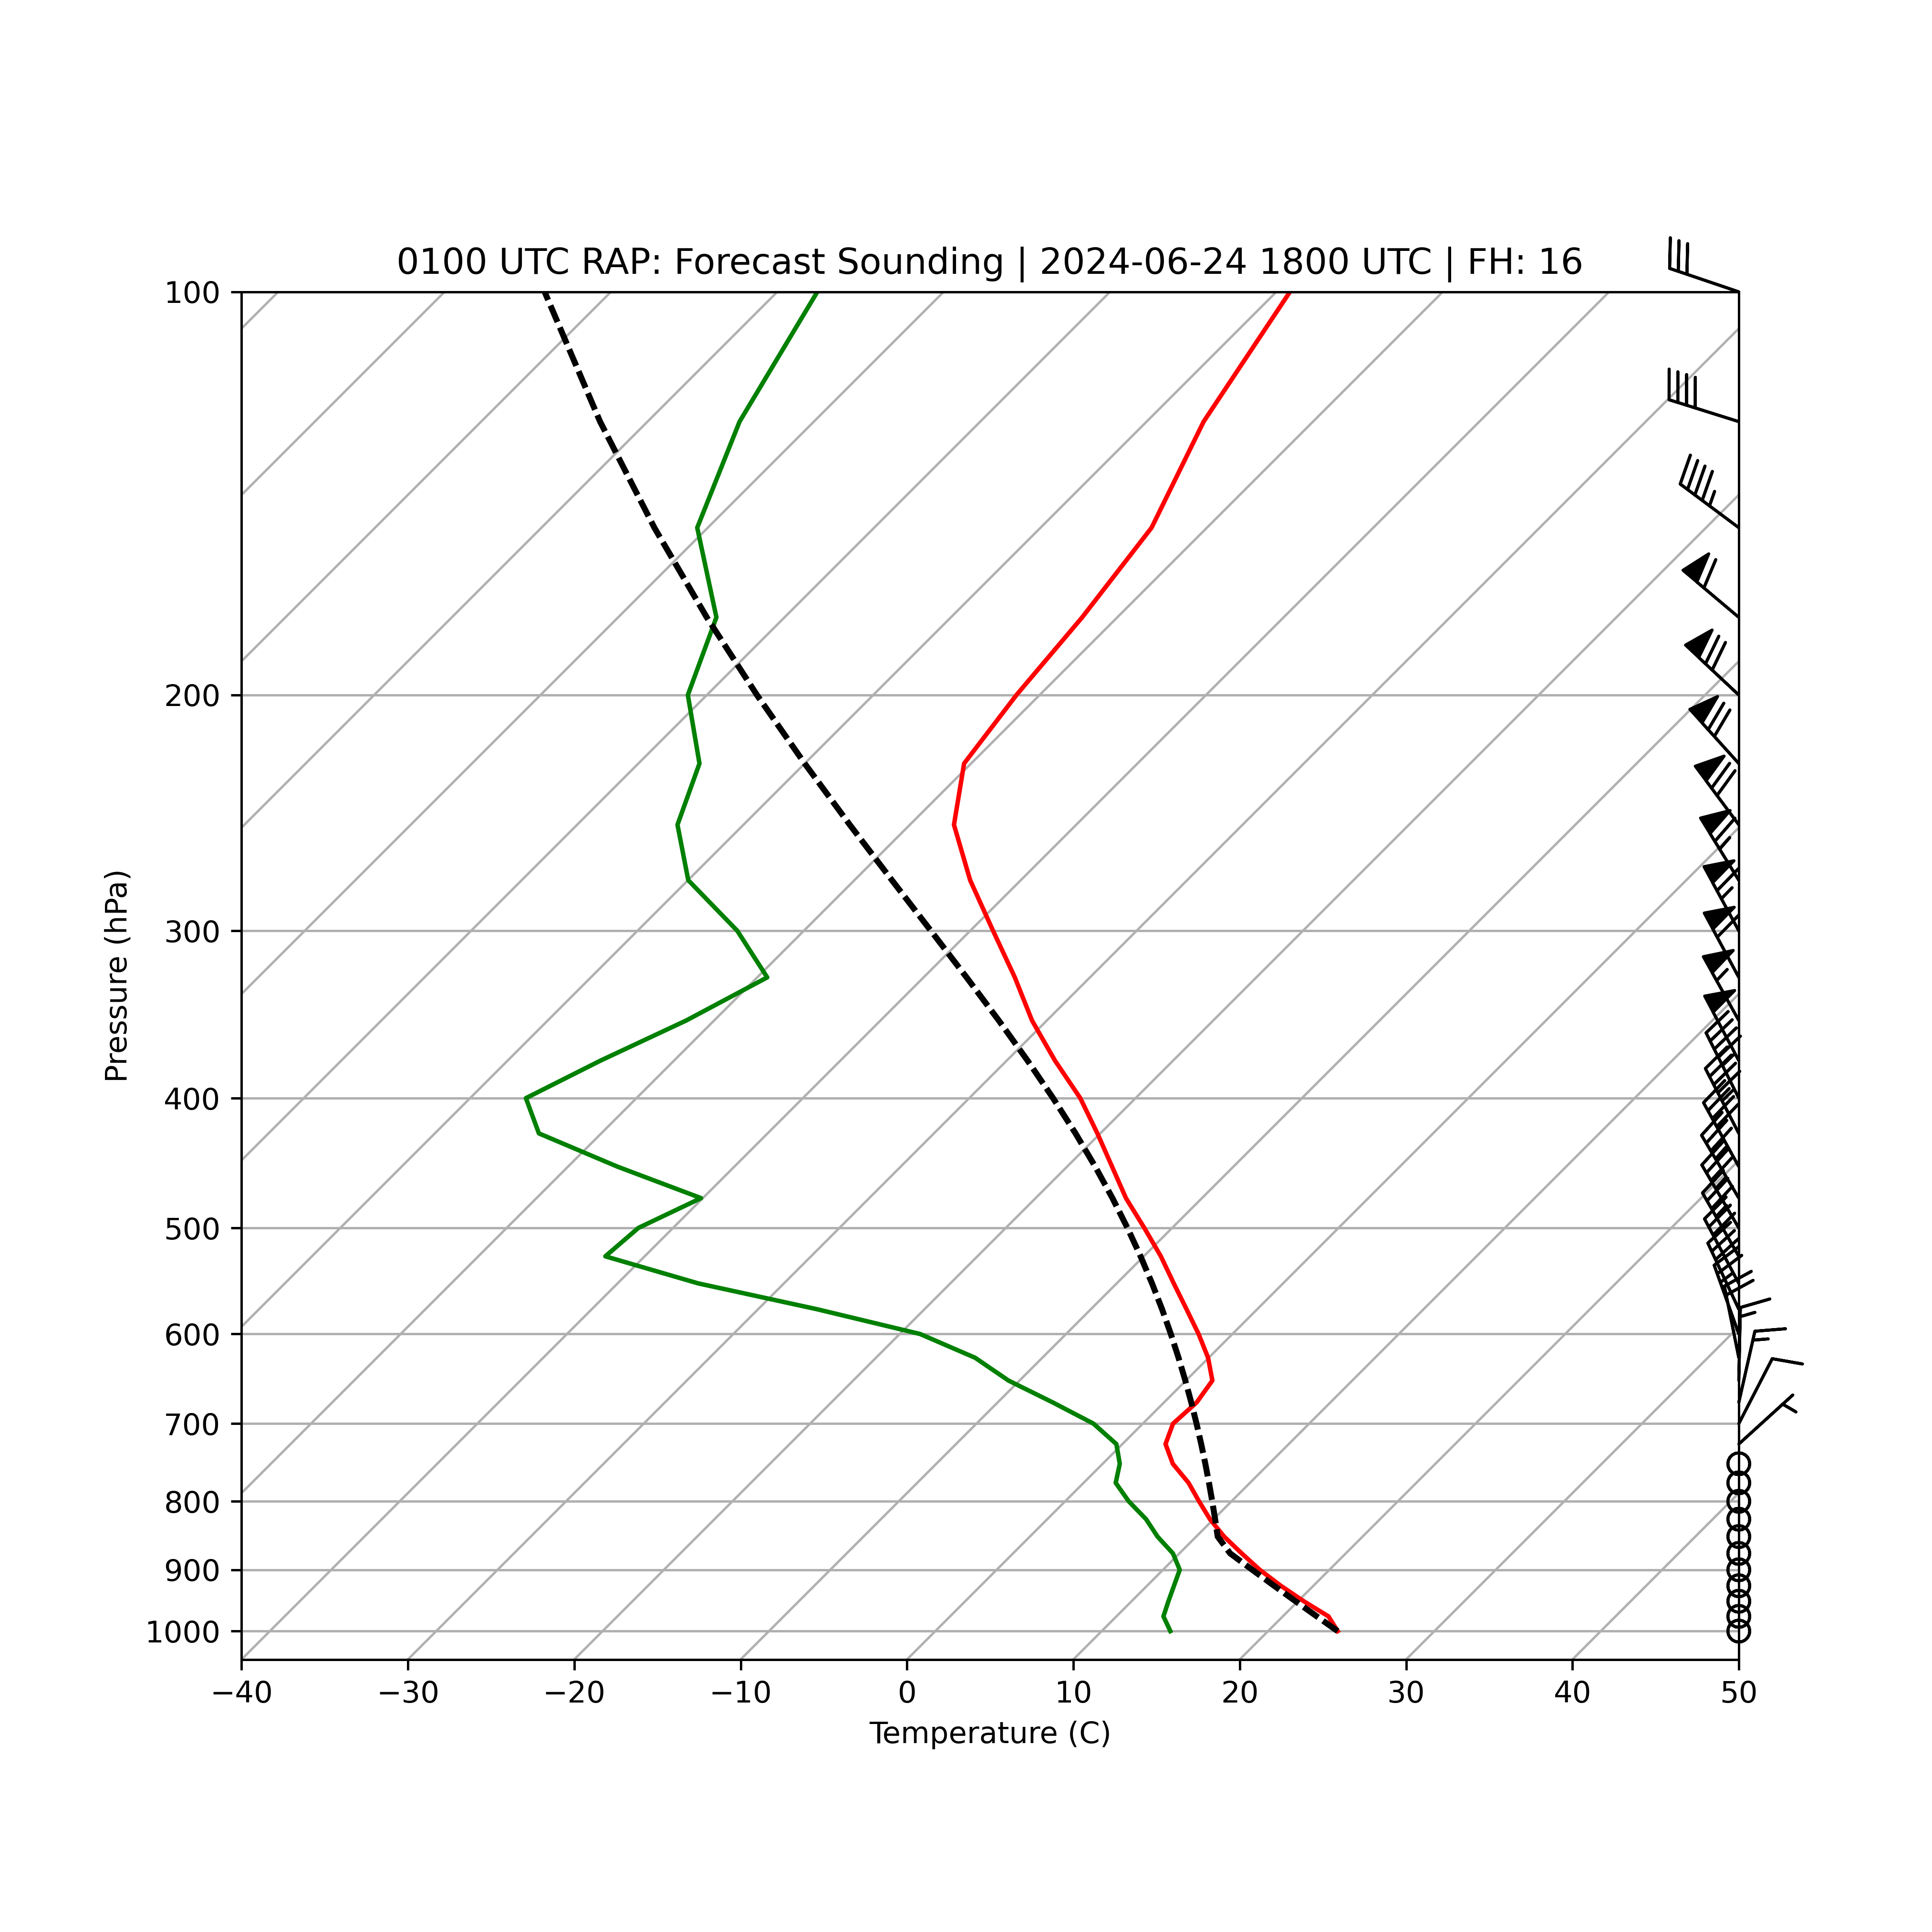 0100 UTC RAP: Forecast Sounding | 2024-06-24 1800 UTC | FH: 16
100
200
300
400
500
600
700
800
900
1000
Pressure (hPa)
−40 −30 −20 −10 0 10 20 30 40 50
Temperature (C)